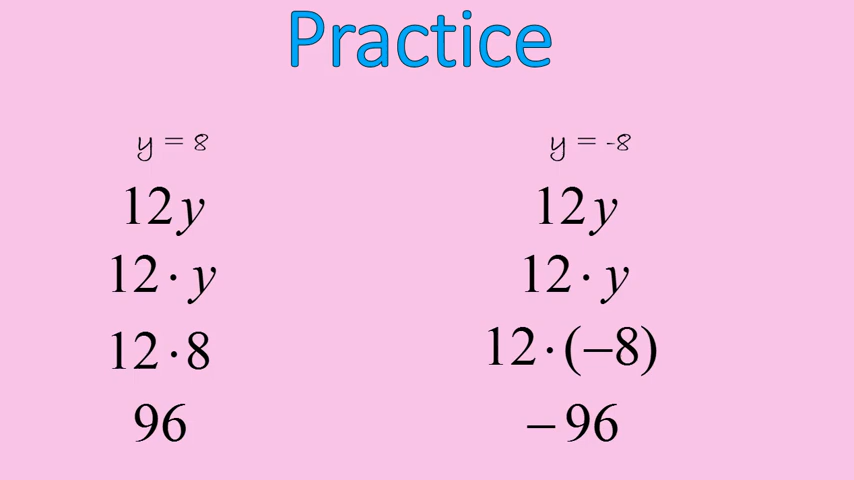 Practice
y = 8
12y
12 · y
12 · 8
96
y = -8
12y
12 · y
12 · (−8)
− 96